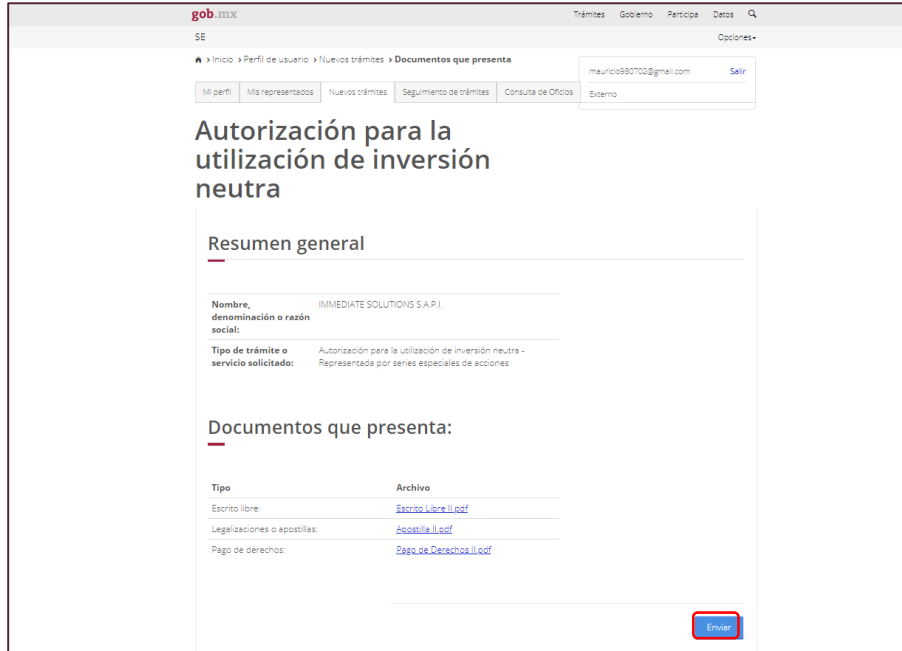 gob.mx Trámites Gobierno Participa Datos
SE Opciones
> Inicio > Perfil de usuario > Nuevos trámites > Documentos que presenta
mauricio980702@gmail.com Salir
Externo
Mi perfil Mis representados Nuevos trámites Seguimiento de trámites Consulta de Oficios
Autorización para la
utilización de inversión
neutra
Resumen general
Nombre, IMMEDIATE SOLUTIONS S.A.P.I.
denominación o razón
social:
Tipo de trámite o Autorización para la utilización de inversión neutra -
servicio solicitado: Representada por series especiales de acciones
Documentos que presenta:
Tipo Archivo
Escrito libre: Escrito Libre II.pdf
Legalizaciones o apostillas: Apostilla II.pdf
Pago de derechos: Pago de Derechos II.pdf
Enviar